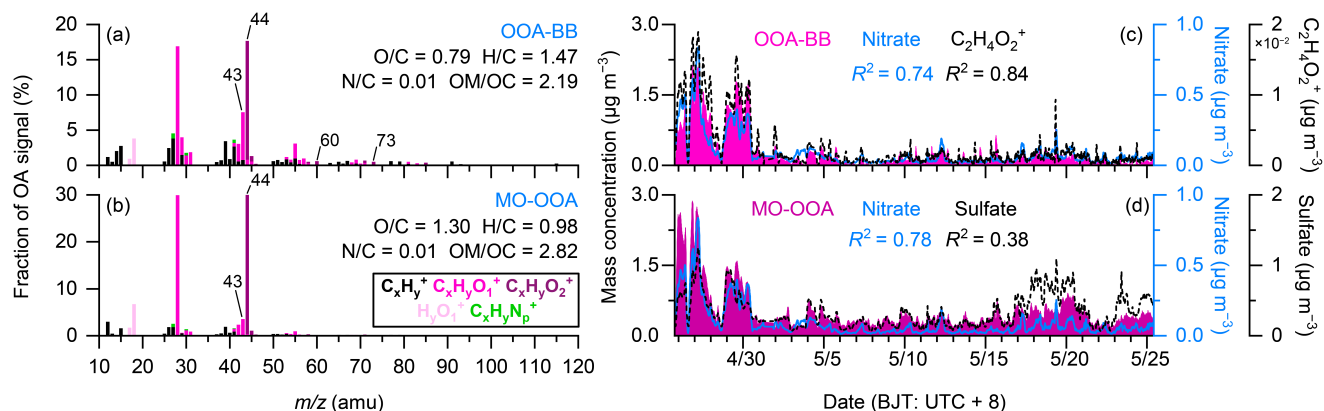 Fraction of OA signal (%)
20
15
10
5
0
(a)
44
OOA-BB
O/C = 0.79 H/C = 1.47
N/C = 0.01 OM/OC = 2.19
43
60
73
30
20
10
0
(b)
44
MO-OOA
O/C = 1.30 H/C = 0.98
N/C = 0.01 OM/OC = 2.82
43
CxHy+ CxHyO1+ CxHyO2+
HyO1+ CxHyNp+
10 20 30 40 50 60 70 80 90 100 110 120
m/z (amu)
Mass concentration (µg m−3)
3.0
1.5
0.0
OOA-BB Nitrate C2H4O2+ (c)
R2 = 0.74 R2 = 0.84
1.0
0.5
0.0
Nitrate (µg m−3)
2
×10−2
1
0
C2H4O2+ (µg m−3)
3.0
1.5
0.0
MO-OOA Nitrate Sulfate (d)
R2 = 0.78 R2 = 0.38
1.0
0.5
0.0
Nitrate (µg m−3)
2
1
0
Sulfate (µg m−3)
4/30 5/5 5/10 5/15 5/20 5/25
Date (BJT: UTC + 8)